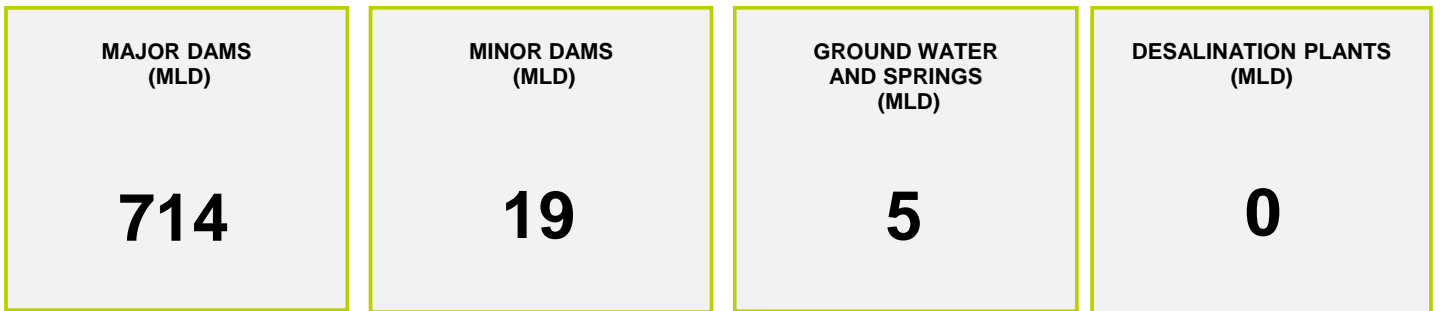 MAJOR DAMS
(MLD)
714
MINOR DAMS
(MLD)
19
GROUND WATER
AND SPRINGS
(MLD)
5
DESALINATION PLANTS
(MLD)
0